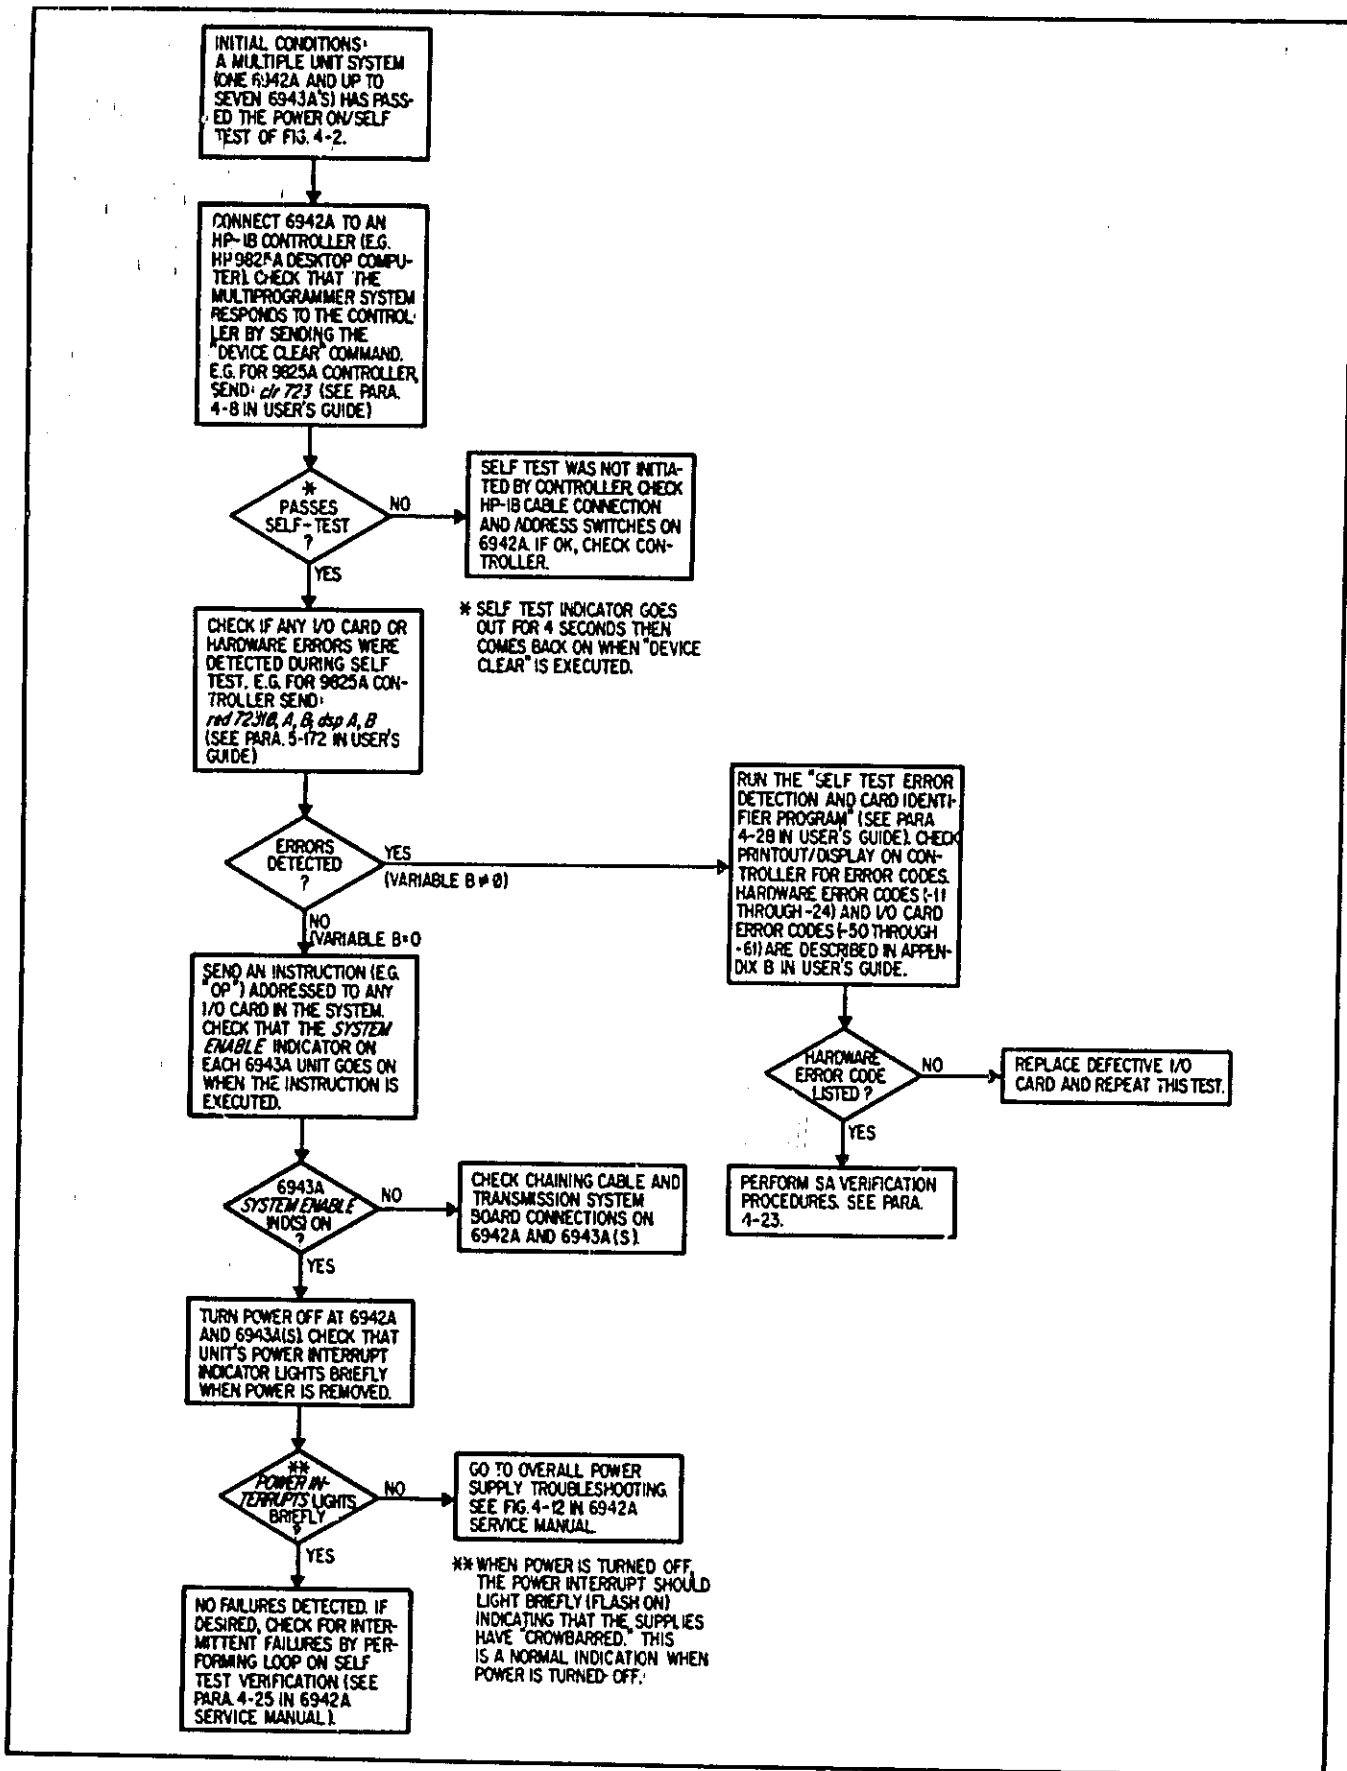 INITIAL CONDITIONS:
A MULTIPLE UNIT SYSTEM
(ONE 6942A AND UP TO
SEVEN 6943A'S) HAS PASS-
ED THE POWER ON/SELF
TEST OF FIG. 4-2.
CONNECT 6942A TO AN
HP-IB CONTROLLER (E.G.
HP 9825A DESKTOP COMPU-
TER). CHECK THAT THE
MULTIPROGRAMMER SYSTEM
RESPONDS TO THE CONTROL-
LER BY SENDING THE
"DEVICE CLEAR" COMMAND.
E.G. FOR 9825A CONTROLLER,
SEND: clr 723 (SEE PARA.
4-8 IN USER'S GUIDE)
*
PASSES
SELF-TEST
?
NO
YES
SELF TEST WAS NOT INITIA-
TED BY CONTROLLER. CHECK
HP-IB CABLE CONNECTION
AND ADDRESS SWITCHES ON
6942A. IF OK, CHECK CON-
TROLLER.
* SELF TEST INDICATOR GOES
OUT FOR 4 SECONDS THEN
COMES BACK ON WHEN "DEVICE
CLEAR" IS EXECUTED.
CHECK IF ANY I/O CARD OR
HARDWARE ERRORS WERE
DETECTED DURING SELF
TEST. E.G. FOR 9825A CON-
TROLLER SEND:
red 72310, A, B, dsp A, B
(SEE PARA. 5-172 IN USER'S
GUIDE)
ERRORS
DETECTED
?
YES
(VARIABLE B ≠ 0)
NO
(VARIABLE B=0
RUN THE "SELF TEST ERROR
DETECTION AND CARD IDENTI-
FIER PROGRAM" (SEE PARA
4-28 IN USER'S GUIDE). CHECK
PRINTOUT/DISPLAY ON CON-
TROLLER FOR ERROR CODES.
HARDWARE ERROR CODES (-11
THROUGH -24) AND I/O CARD
ERROR CODES (-50 THROUGH
-61) ARE DESCRIBED IN APPEN-
DIX B IN USER'S GUIDE.
HARDWARE
ERROR CODE
LISTED ?
NO
YES
REPLACE DEFECTIVE I/O
CARD AND REPEAT THIS TEST.
PERFORM SA VERIFICATION
PROCEDURES. SEE PARA.
4-23.
SEND AN INSTRUCTION (E.G.
"OP") ADDRESSED TO ANY
I/O CARD IN THE SYSTEM.
CHECK THAT THE SYSTEM
ENABLE INDICATOR ON
EACH 6943A UNIT GOES ON
WHEN THE INSTRUCTION IS
EXECUTED.
6943A
SYSTEM ENABLE
IND(S) ON
?
NO
YES
CHECK CHAINING CABLE AND
TRANSMISSION SYSTEM
BOARD CONNECTIONS ON
6942A AND 6943A(S).
TURN POWER OFF AT 6942A
AND 6943A(S). CHECK THAT
UNIT'S POWER INTERRUPT
INDICATOR LIGHTS BRIEFLY
WHEN POWER IS REMOVED.
**
POWER IN-
TERRUPTS LIGHTS
BRIEFLY
?
NO
YES
GO TO OVERALL POWER
SUPPLY TROUBLESHOOTING.
SEE FIG. 4-12 IN 6942A
SERVICE MANUAL.
** WHEN POWER IS TURNED OFF,
THE POWER INTERRUPT SHOULD
LIGHT BRIEFLY (FLASH ON)
INDICATING THAT THE SUPPLIES
HAVE "CROWBARRED." THIS
IS A NORMAL INDICATION WHEN
POWER IS TURNED OFF.
NO FAILURES DETECTED. IF
DESIRED, CHECK FOR INTER-
MITTENT FAILURES BY PER-
FORMING LOOP ON SELF
TEST VERIFICATION (SEE
PARA. 4-25 IN 6942A
SERVICE MANUAL).